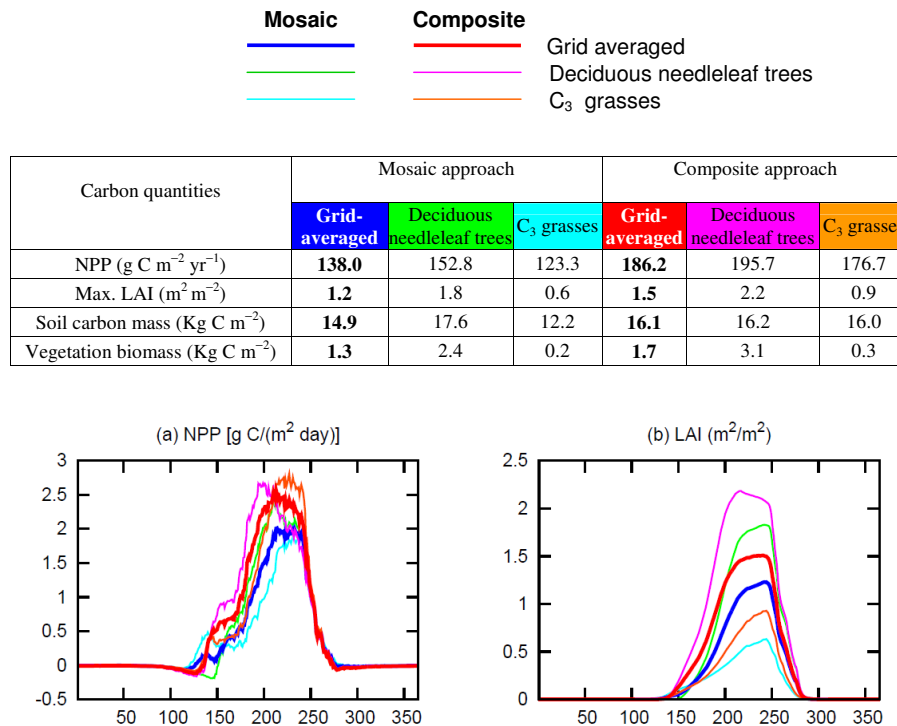 Mosaic Composite
Grid averaged
Deciduous needleleaf trees
C₃ grasses
Carbon quantities Mosaic approach Composite approach
Grid-averaged Deciduous needleleaf trees C₃ grasses Grid-averaged Deciduous needleleaf trees C₃ grasse
NPP (g C m⁻² yr⁻¹) 138.0 152.8 123.3 186.2 195.7 176.7
Max. LAI (m² m⁻²) 1.2 1.8 0.6 1.5 2.2 0.9
Soil carbon mass (Kg C m⁻²) 14.9 17.6 12.2 16.1 16.2 16.0
Vegetation biomass (Kg C m⁻²) 1.3 2.4 0.2 1.7 3.1 0.3
(a) NPP [g C/(m² day)]
3
2.5
2
1.5
1
0.5
0
-0.5
50 100 150 200 250 300 350
(b) LAI (m²/m²)
2.5
2
1.5
1
0.5
0
50 100 150 200 250 300 350